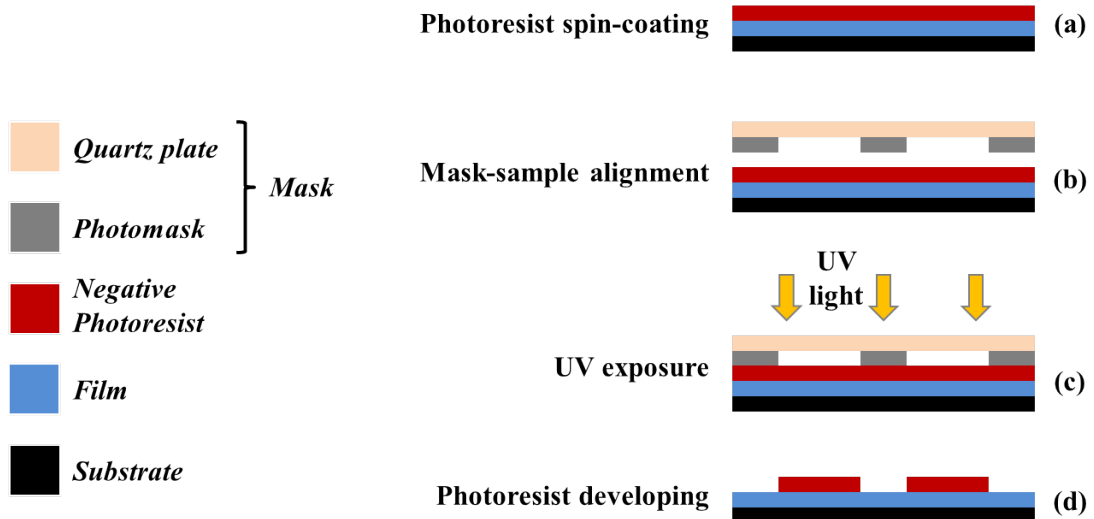 Photoresist spin-coating
(a)
Quartz plate
Mask
Photomask
Mask-sample alignment
(b)
Negative
Photoresist
UV
light
Film
UV exposure
(c)
Substrate
Photoresist developing
(d)